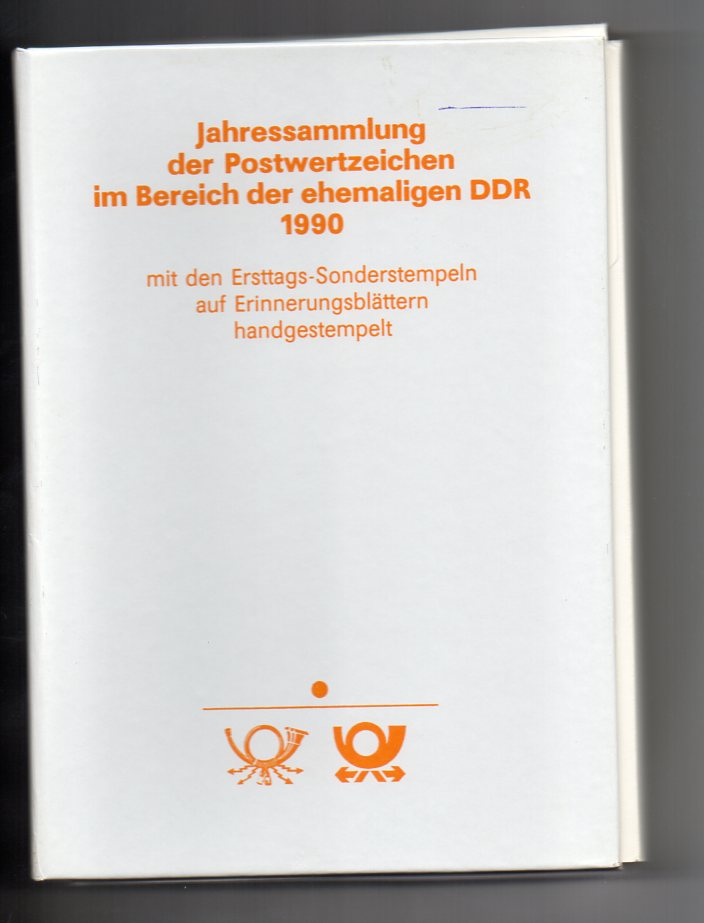 Jahressammlung
der Postwertzeichen
im Bereich der ehemaligen DDR
1990
mit den Ersttags-Sonderstempeln
auf Erinnerungsblättern
handgestempelt